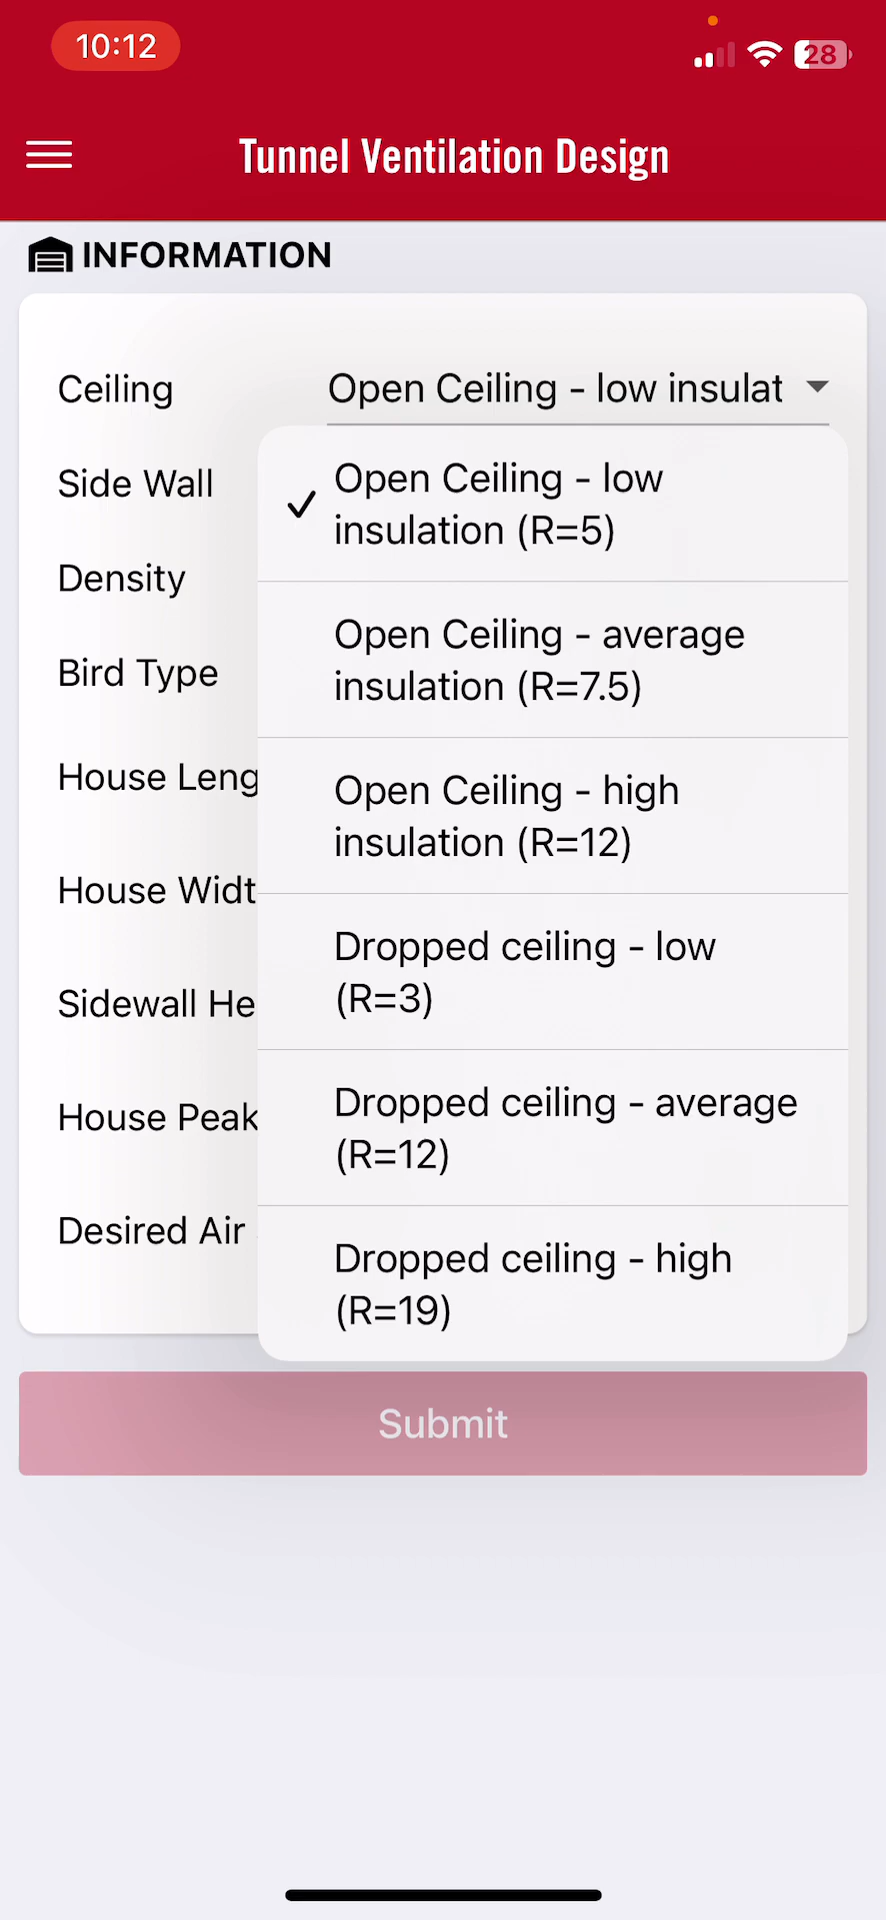 10:12
28
Tunnel Ventilation Design
INFORMATION
Ceiling
Open Ceiling - low insulat
Side Wall
Density
Bird Type
House Leng
House Widt
Sidewall He
House Peak
Desired Air
Open Ceiling - low
insulation (R=5)
Open Ceiling - average
insulation (R=7.5)
Open Ceiling - high
insulation (R=12)
Dropped ceiling - low
(R=3)
Dropped ceiling - average
(R=12)
Dropped ceiling - high
(R=19)
Submit